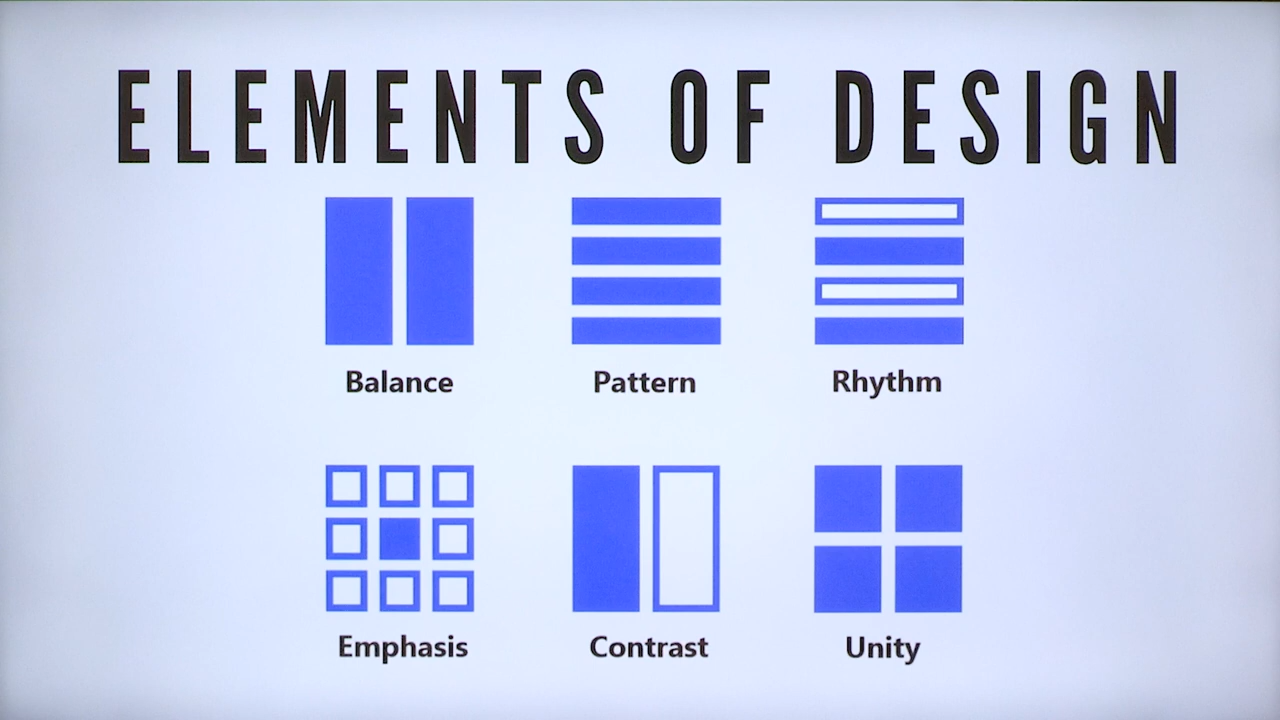 ELEMENTS OF DESIGN
Balance
Pattern
Rhythm
Emphasis
Contrast
Unity